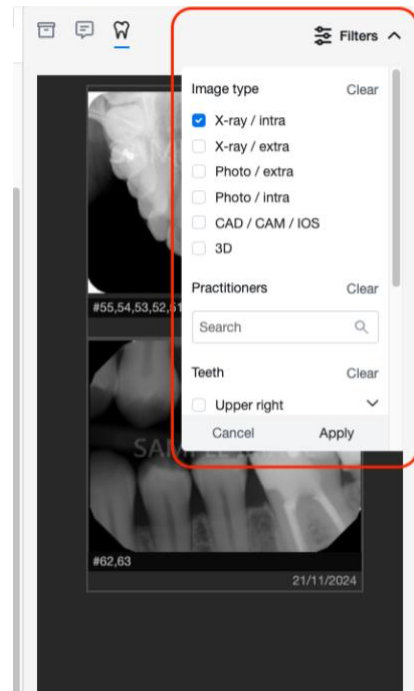 Filters
Image type Clear
X-ray / intra
X-ray / extra
Photo / extra
Photo / intra
CAD / CAM / IOS
3D
Practitioners Clear
Search
Teeth Clear
Upper right
Cancel Apply
#55,54,53,52,51
SAMPLE
#62,63
21/11/2024